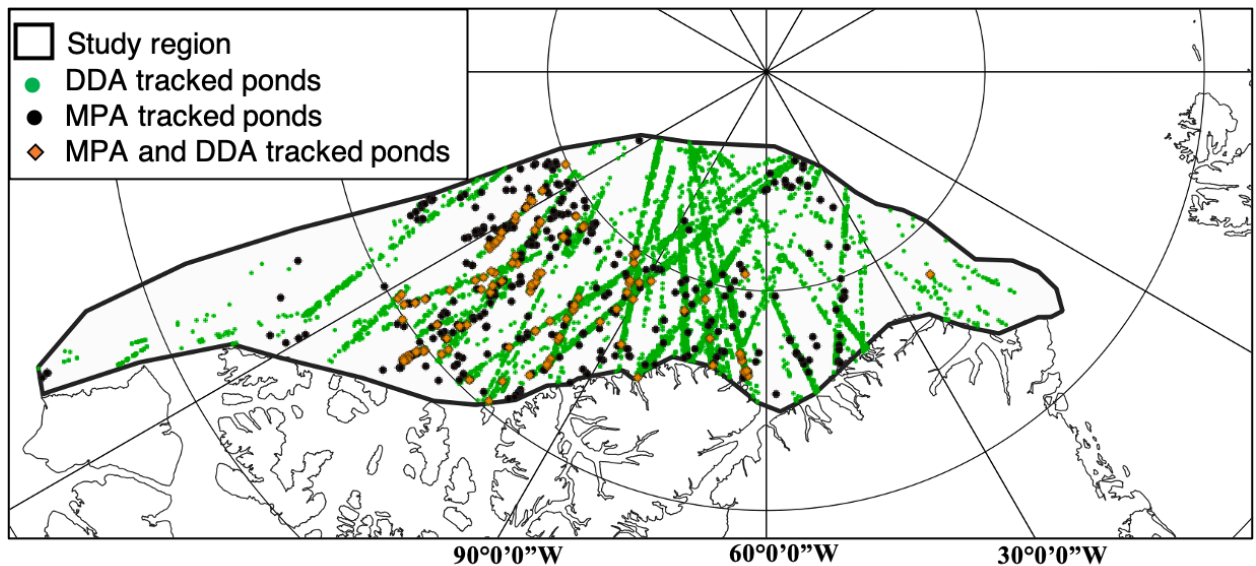 Study region
DDA tracked ponds
MPA tracked ponds
MPA and DDA tracked ponds
90°0'0"W 60°0'0"W 30°0'0"W